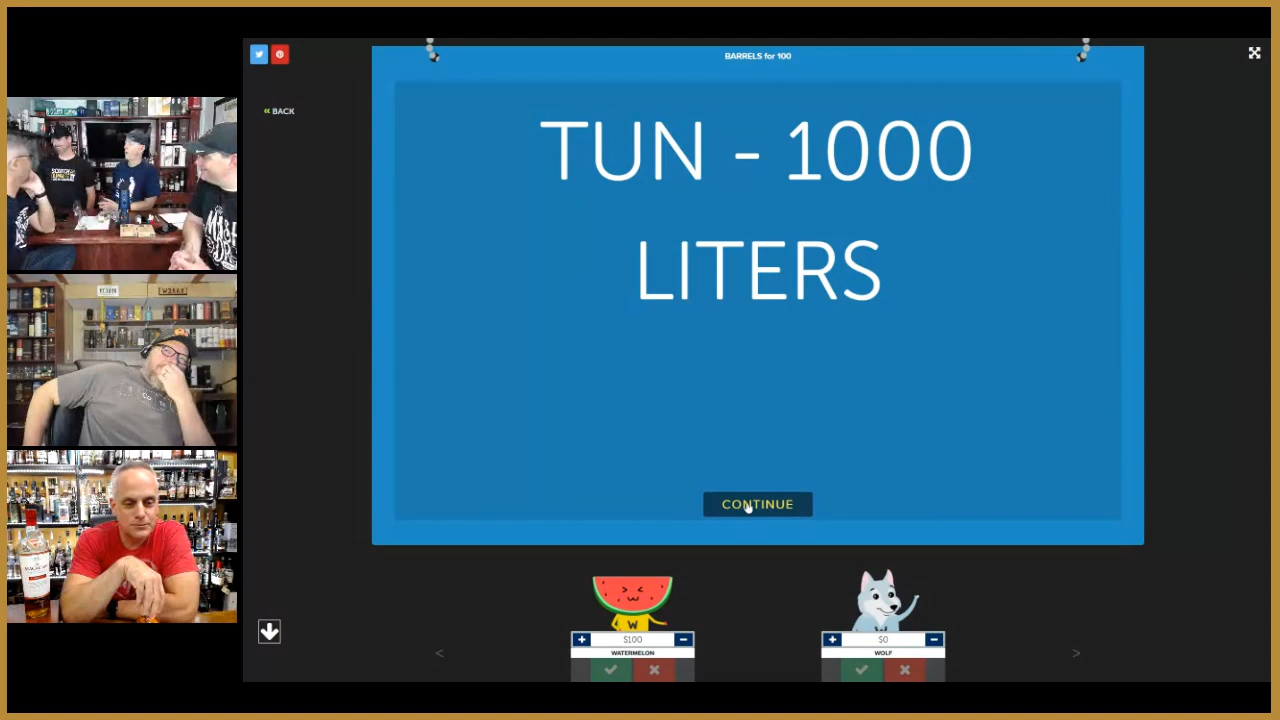 BARRELS for 100
« BACK
TUN - 1000
LITERS
CONTINUE
W
$100
WATERMELON
W
$0
WOLF